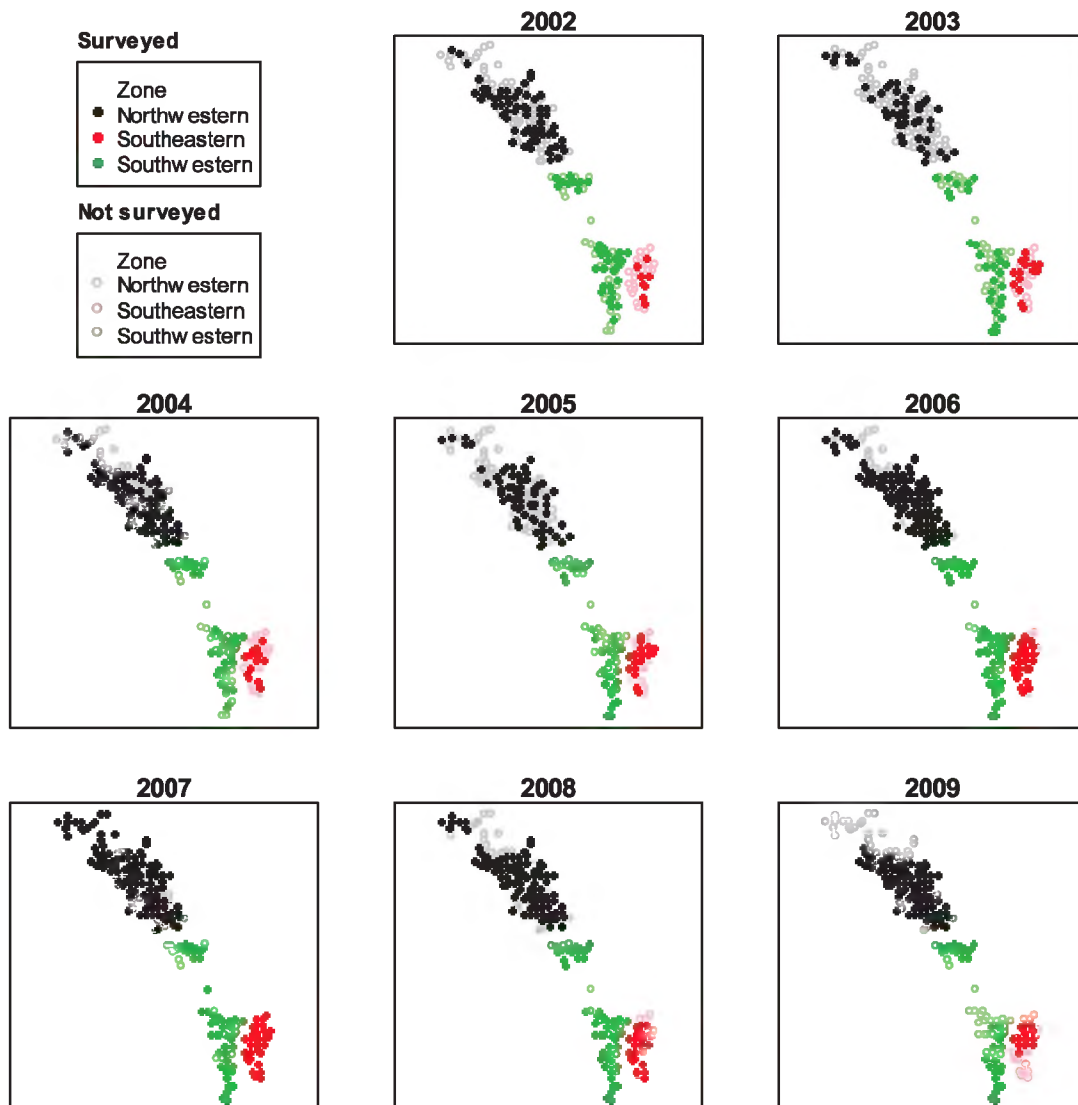 Surveyed
Zone
Northw estern
Southeastern
Southw estern
Not surveyed
Zone
Northw estern
Southeastern
Southw estern
2002
2003
2004
2005
2006
2007
2008
2009